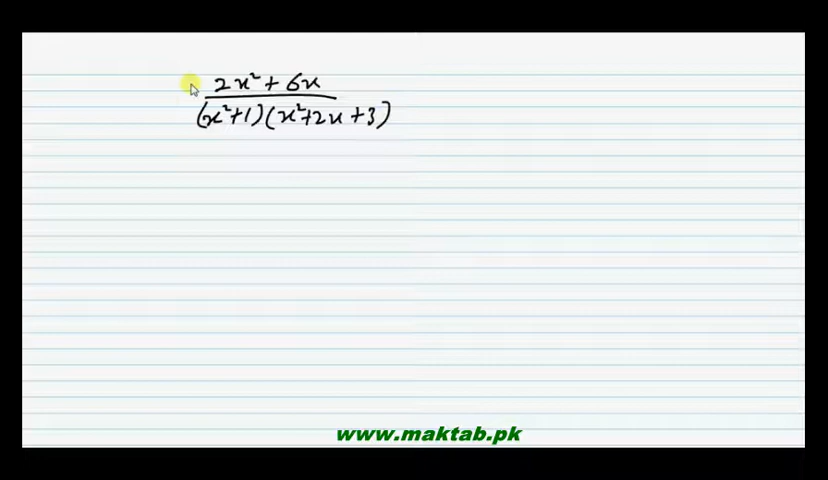 2x² + 6x
(x²+1)(x²+2x+3)
www.maktab.pk